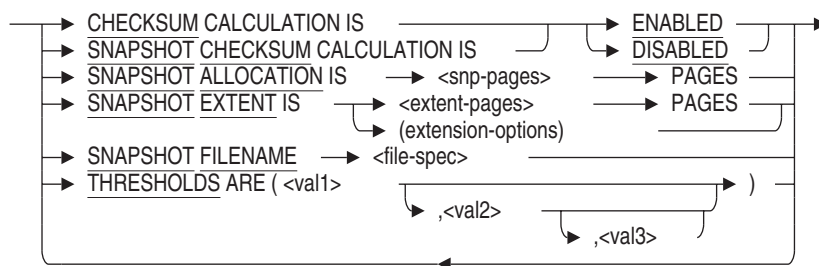 CHECKSUM CALCULATION IS ENABLED
SNAPSHOT CHECKSUM CALCULATION IS DISABLED
SNAPSHOT ALLOCATION IS <snp-pages> PAGES
SNAPSHOT EXTENT IS <extent-pages> PAGES
(extension-options)
SNAPSHOT FILENAME <file-spec>
THRESHOLDS ARE ( <val1> )
,<val2>
,<val3>